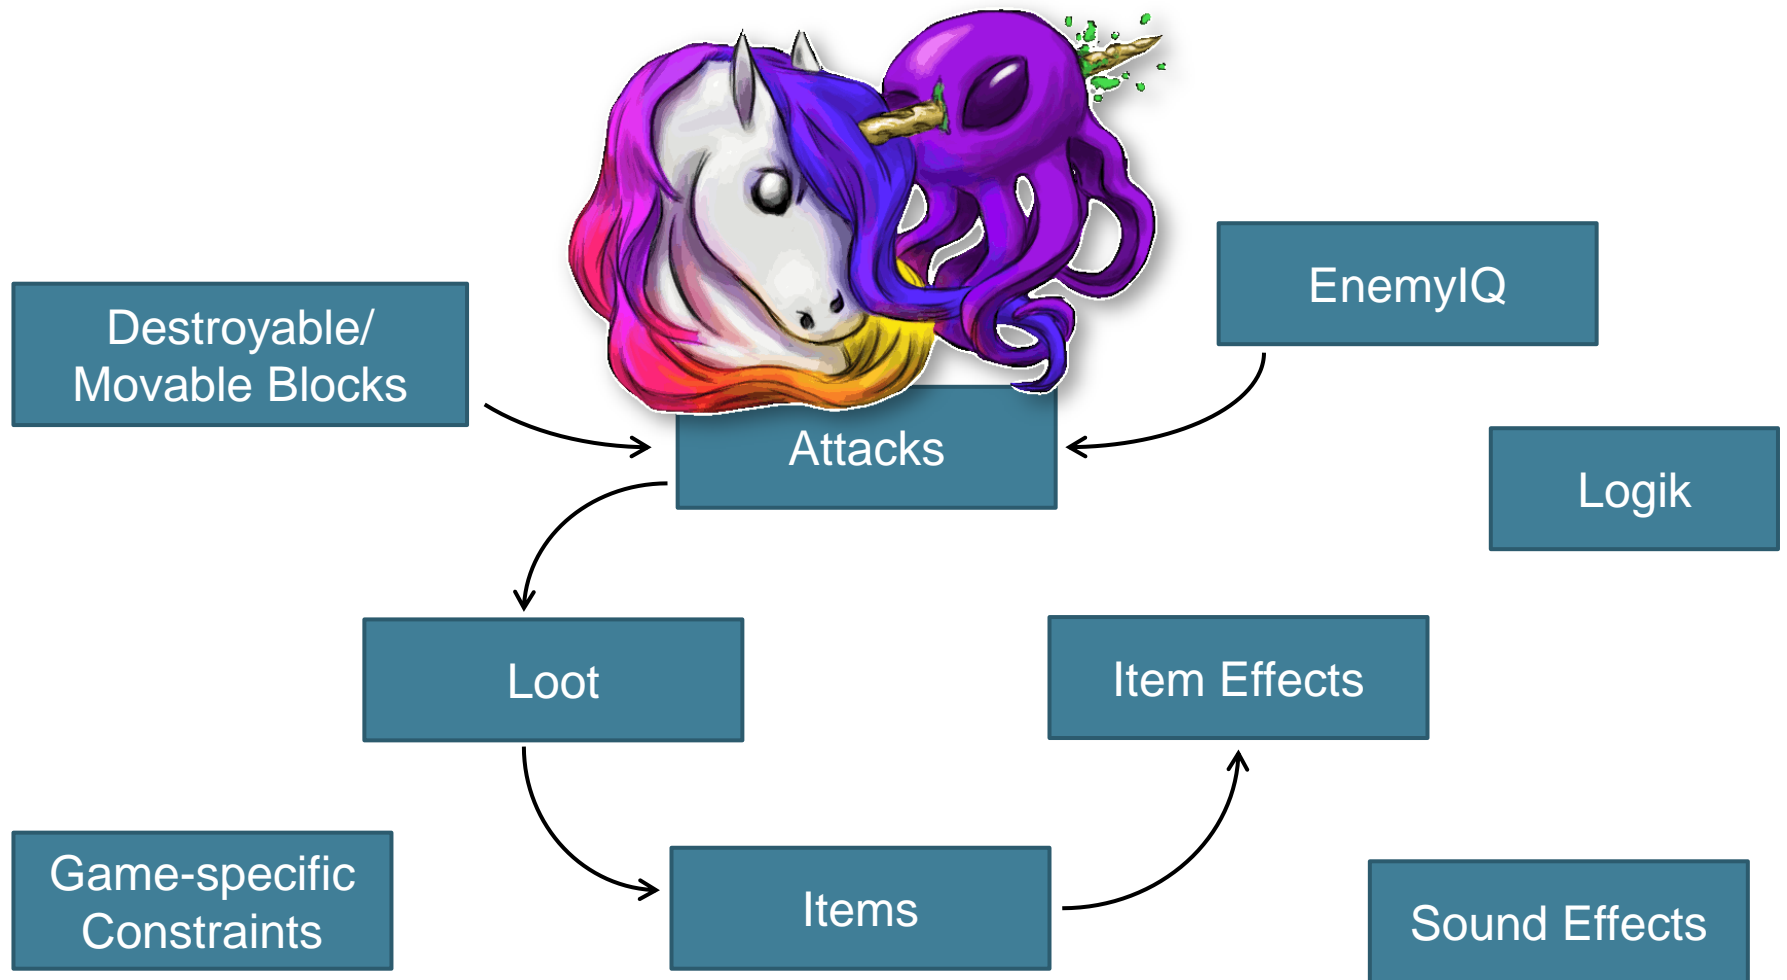 EnemyIQ
Destroyable/
Movable Blocks
Attacks
Logik
Loot
Item Effects
Game-specific
Constraints
Items
Sound Effects